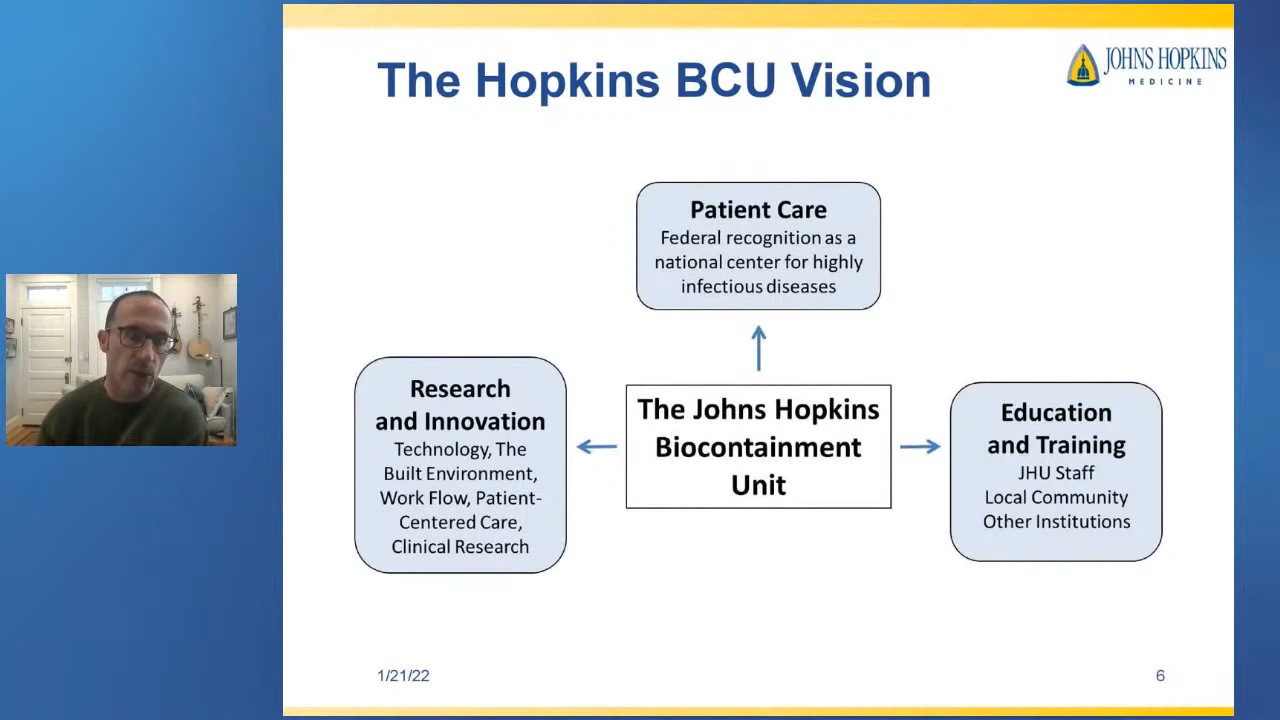 The Hopkins BCU Vision
JOHNS HOPKINS
MEDICINE
Patient Care
Federal recognition as a
national center for highly
infectious diseases
Research
and Innovation
Technology, The
Built Environment,
Work Flow, Patient-
Centered Care,
Clinical Research
The Johns Hopkins
Biocontainment
Unit
Education
and Training
JHU Staff
Local Community
Other Institutions
1/21/22
6